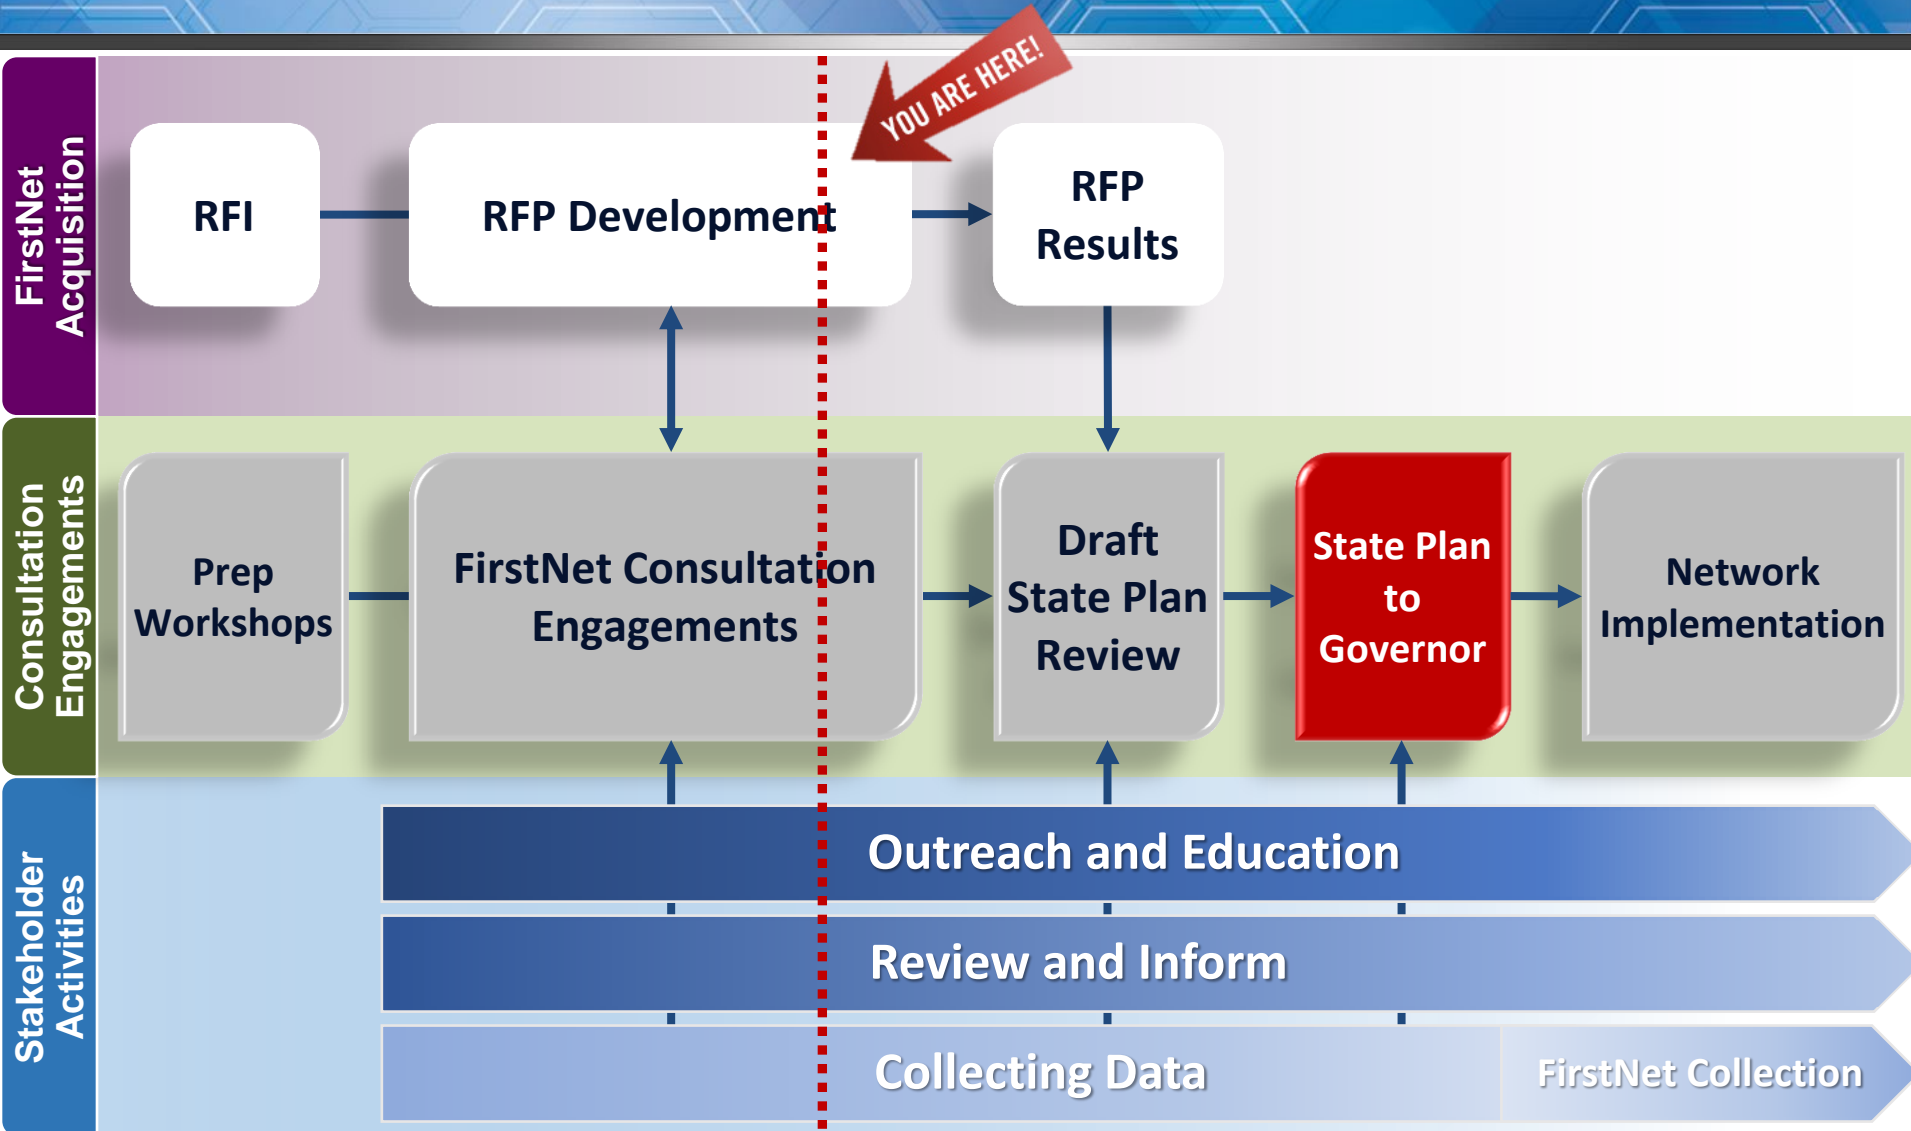 YOU ARE HERE!
FirstNet
Acquisition
RFI
RFP Development
RFP
Results
Consultation
Engagements
Prep
Workshops
FirstNet Consultation
Engagements
Draft
State Plan
Review
State Plan
to
Governor
Network
Implementation
Stakeholder
Activities
Outreach and Education
Review and Inform
Collecting Data
FirstNet Collection